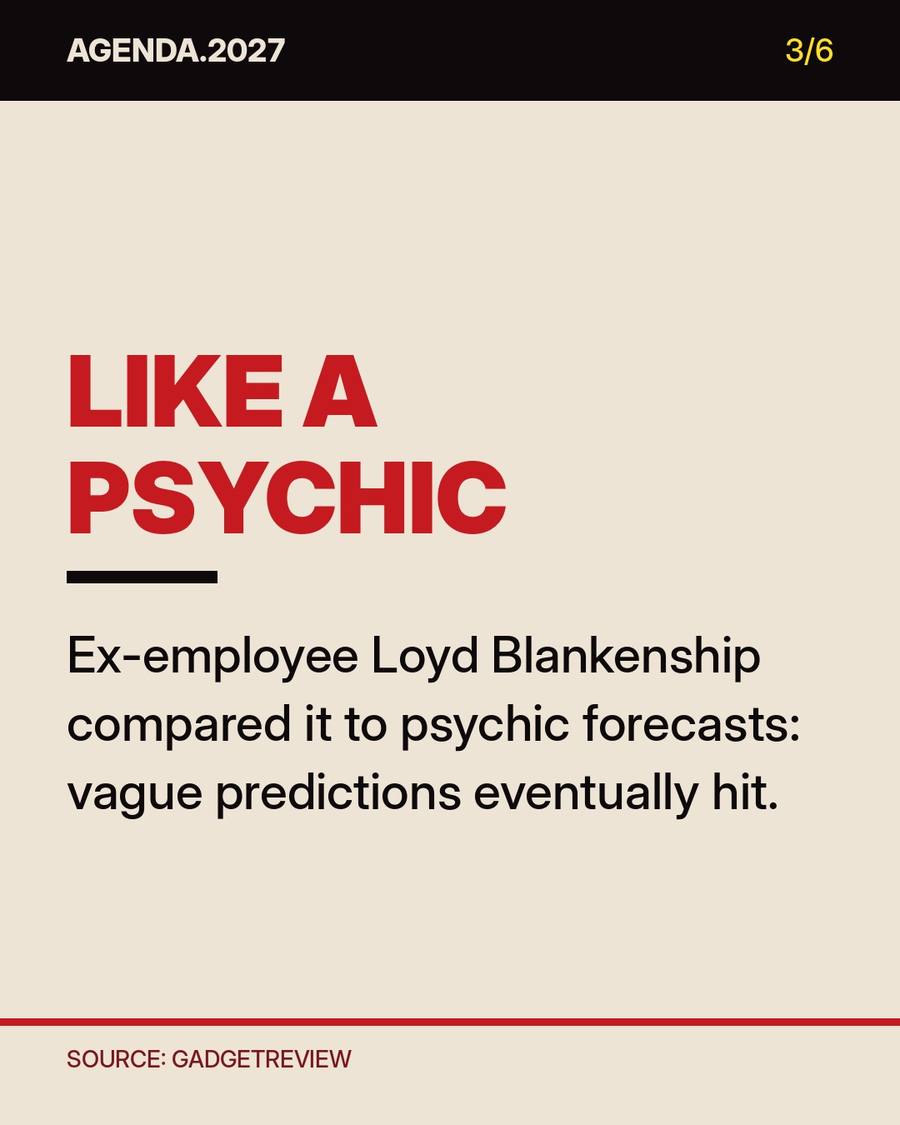 AGENDA.2027
3/6
LIKE A
PSYCHIC
Ex-employee Loyd Blankenship
compared it to psychic forecasts:
vague predictions eventually hit.
SOURCE: GADGETREVIEW